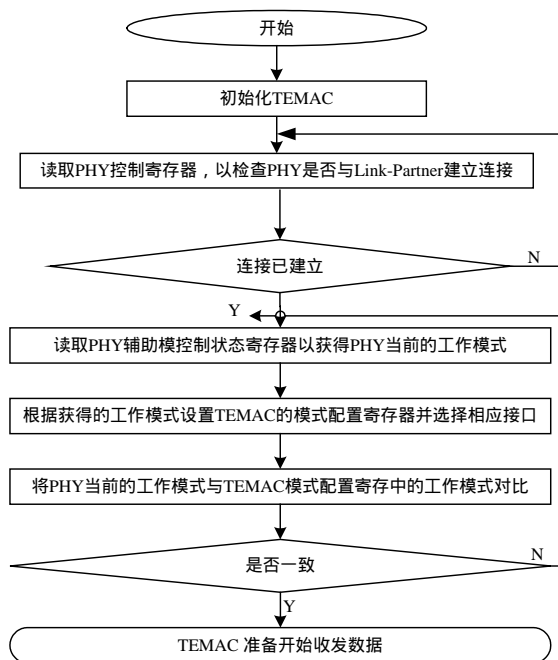 开始
初始化TEMAC
读取PHY控制寄存器，以检查PHY是否与Link-Partner建立连接
连接已建立
N
Y
读取PHY辅助模控制状态寄存器以获得PHY当前的工作模式
根据获得的工作模式设置TEMAC的模式配置寄存器并选择相应接口
将PHY当前的工作模式与TEMAC模式配置寄存中的工作模式对比
是否一致
N
Y
TEMAC 准备开始收发数据